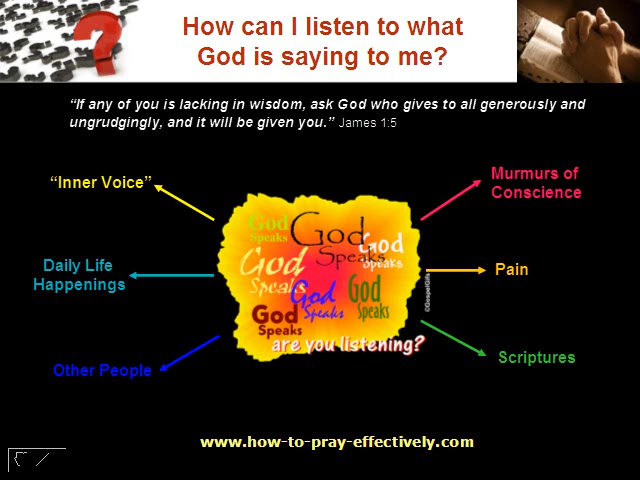 How can I listen to what
God is saying to me?
“If any of you is lacking in wisdom, ask God who gives to all generously and
ungrudgingly, and it will be given you.” James 1:5
“Inner Voice”
Murmurs of
Conscience
Daily Life
Happenings
Pain
Other People
Scriptures
God
Speaks
God
Speaks
God
Speaks
God
Speaks
God
Speaks
God
Speaks
God
Speaks
are you listening?
©GospelGifs
www.how-to-pray-effectively.com